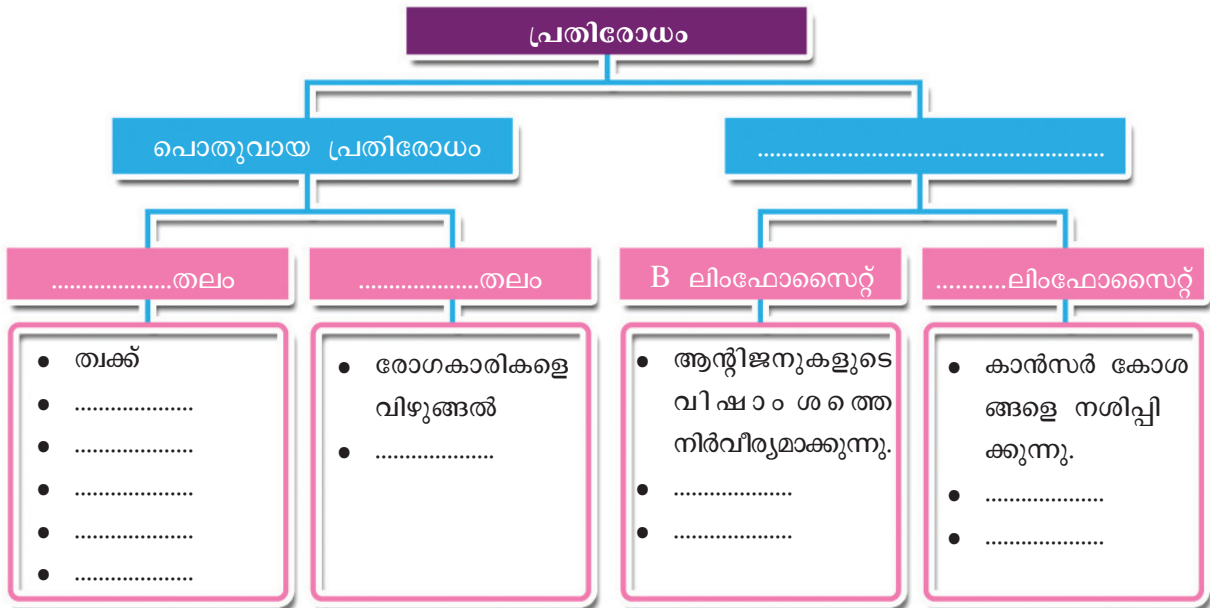 പ്രതിരോധം
പൊതുവായ പ്രതിരോധം
................................................
..................തലം
..................തലം
B ലിംഫോസൈറ്റ്
...........ലിംഫോസൈറ്റ്
• ത്വക്ക്
• ..................
• ..................
• ..................
• ..................
• ..................
• രോഗകാരികളെ
വിഴുങ്ങൽ
• ..................
• ആന്റിജനുകളുടെ
വിഷാംശത്തെ
നിർവീര്യമാക്കുന്നു.
• ..................
• ..................
• കാൻസർ കോശ
ങ്ങളെ നശിപ്പി
ക്കുന്നു.
• ..................
• ..................